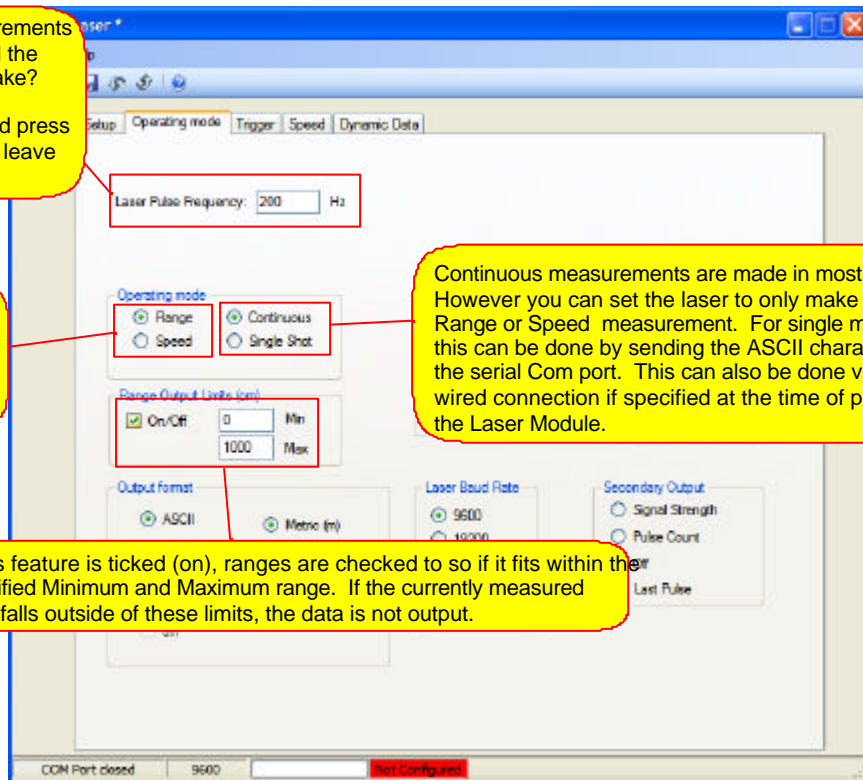 rements
the
ake?
d press
leave
aser *
Setup Operating mode Trigger Speed Dynamic Data
Laser Pulse Frequency: 200 Hz
Operating mode
Range Continuous
Speed Single Shot
Continuous measurements are made in most
However you can set the laser to only make
Range or Speed measurement. For single m
this can be done by sending the ASCII chara
the serial Com port. This can also be done v
wired connection if specified at the time of p
the Laser Module.
Range Output Limits (cm)
On/Off 0 Min
1000 Max
Output format
ASCII Metric (m)
Laser Baud Rate
9600
19200
Secondary Output
Signal Strength
Pulse Count
Off
Last Pulse
s feature is ticked (on), ranges are checked to so if it fits within the
ified Minimum and Maximum range. If the currently measured
falls outside of these limits, the data is not output.
COM Port closed 9600 Not Configured